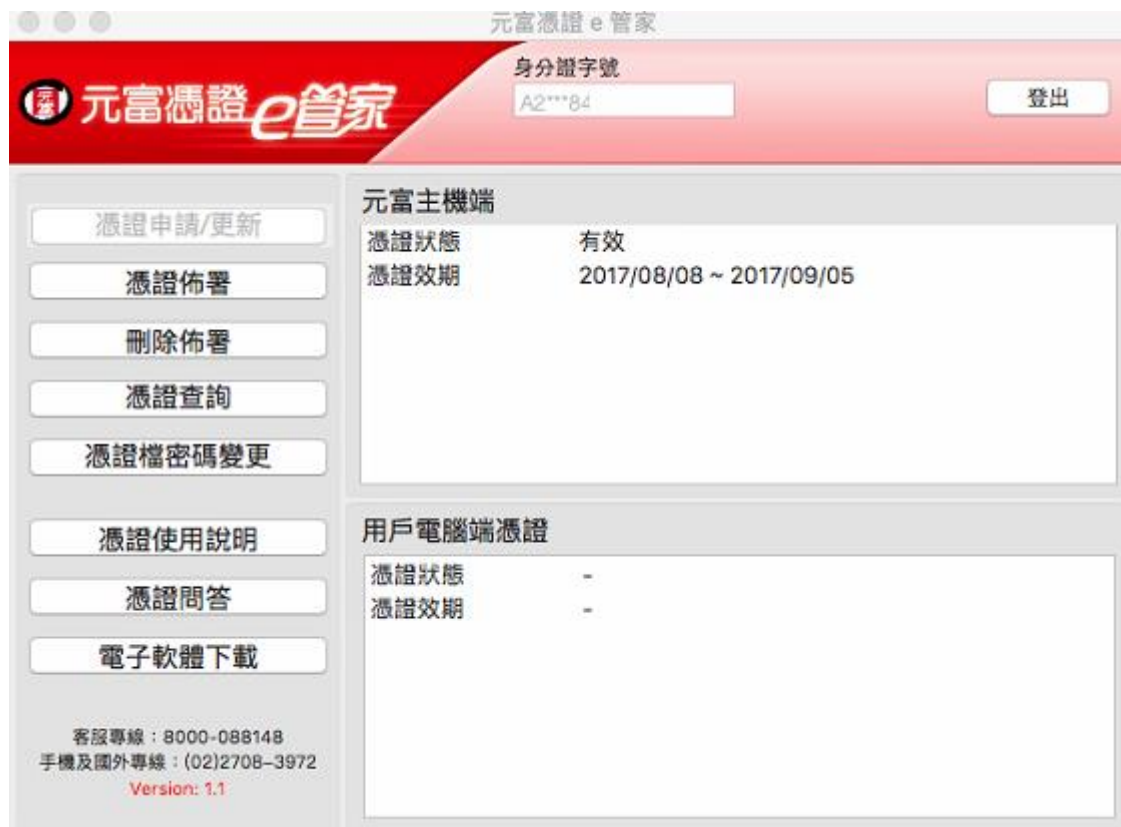 元富憑證 e 管家
元富 元富憑證e管家
身分證字號
A2***84
登出
憑證申請/更新
憑證佈署
刪除佈署
憑證查詢
憑證檔密碼變更
憑證使用說明
憑證問答
電子軟體下載
客服專線：8000-088148
手機及國外專線：(02)2708-3972
Version: 1.1
元富主機端
憑證狀態 有效
憑證效期 2017/08/08 ~ 2017/09/05
用戶電腦端憑證
憑證狀態 -
憑證效期 -